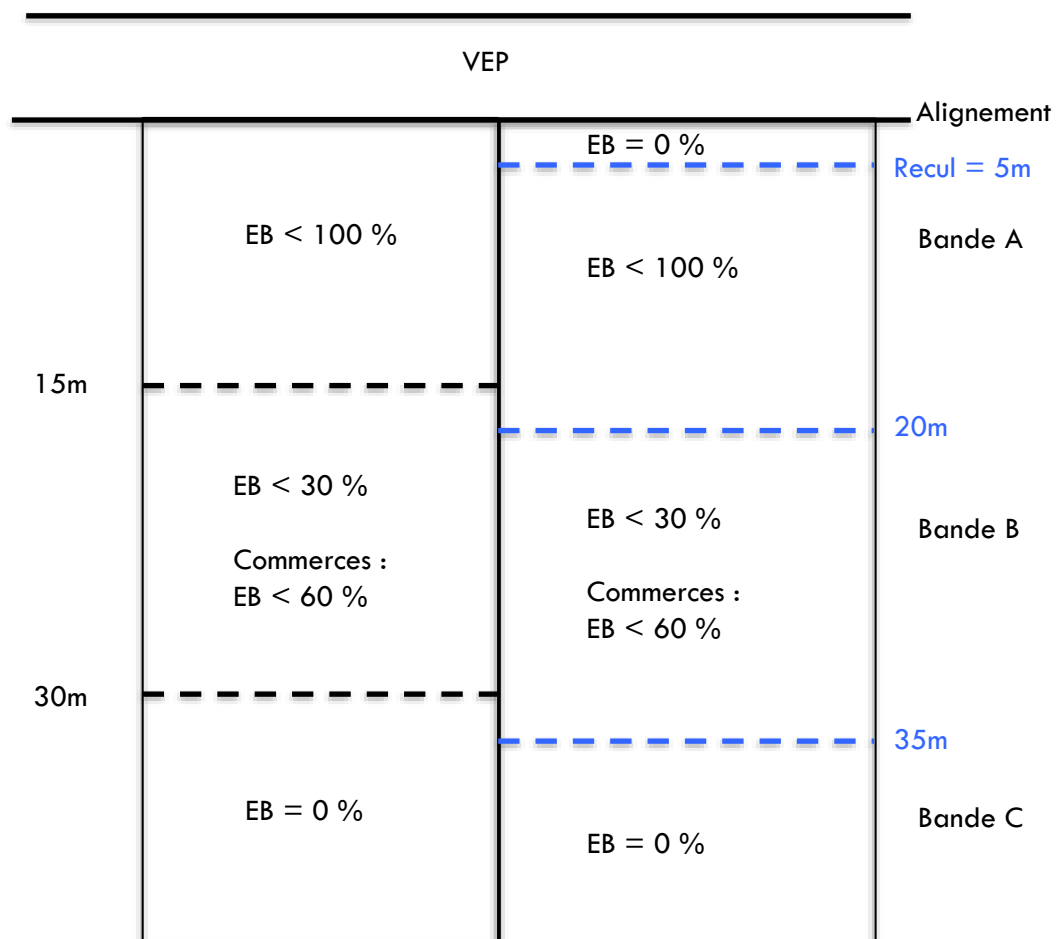 VEP
Alignement
EB = 0 %
Recul = 5m
EB < 100 %
Bande A
EB < 100 %
15m
20m
EB < 30 %
EB < 30 %
Bande B
Commerces :
EB < 60 %
Commerces :
EB < 60 %
30m
35m
EB = 0 %
Bande C
EB = 0 %